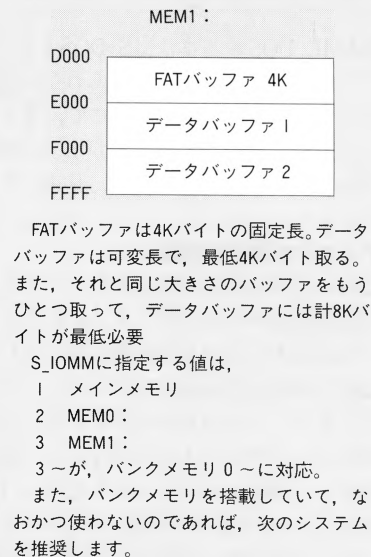 MEM1：
D000
FATバッファ 4K
E000
データバッファ1
F000
データバッファ2
FFFF
FATバッファは4Kバイトの固定長。データ
バッファは可変長で，最低4Kバイト取る。
また，それと同じ大きさのバッファをもう
ひとつ取って，データバッファには計8Kバ
イトが最低必要
S_IOMMに指定する値は，
1 メインメモリ
2 MEM0：
3 MEM1：
3～が，バンクメモリ0～に対応。
また，バンクメモリを搭載していて，な
おかつ使わないのであれば，次のシステム
を推奨します。